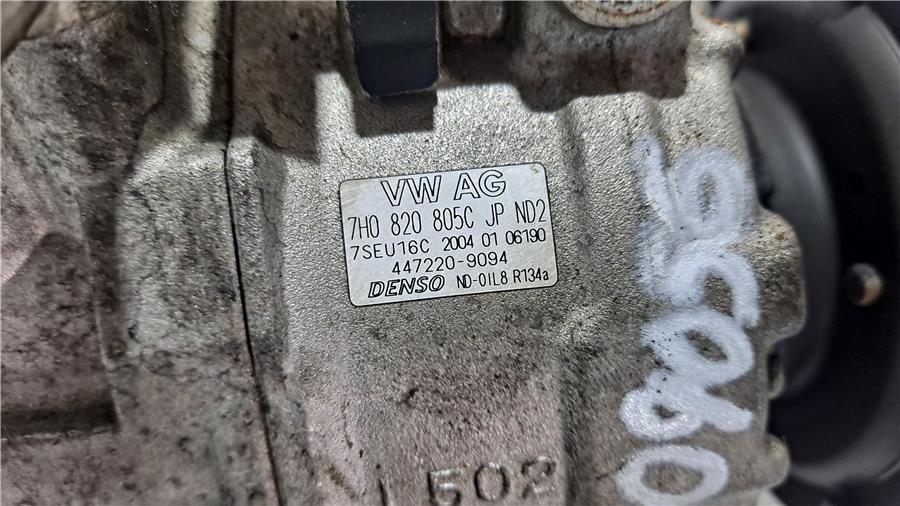 VW AG
7H0 820 805C JP ND2
7SEU16C 2004 01 06190
447220-9094
DENSO ND-OIL8 R134a
502